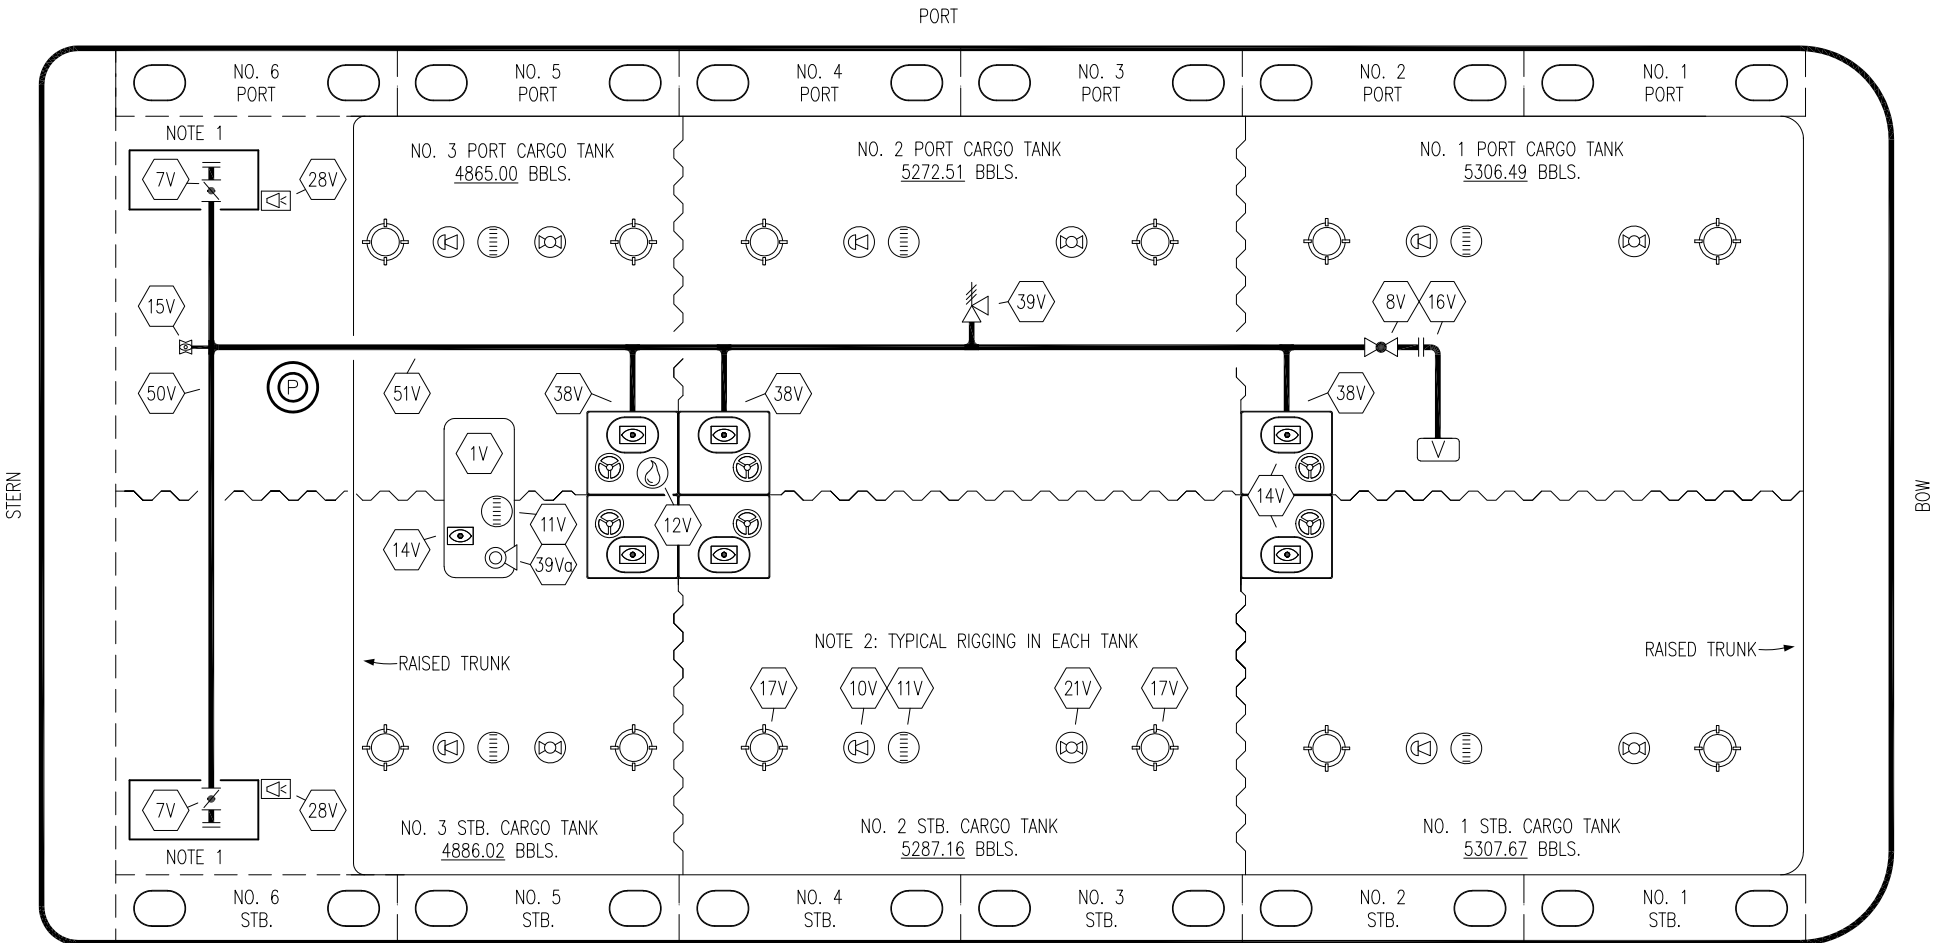 PORT
NO. 6
PORT
NO. 5
PORT
NO. 4
PORT
NO. 3
PORT
NO. 2
PORT
NO. 1
PORT
NOTE 1
NO. 3 PORT CARGO TANK
4865.00 BBLS.
NO. 2 PORT CARGO TANK
5272.51 BBLS.
NO. 1 PORT CARGO TANK
5306.49 BBLS.
7V
28V
15V
39V
8V
16V
50V
P
51V
38V
38V
38V
1V
V
STERN
BOW
11V
12V
14V
14V
39Va
NOTE 2: TYPICAL RIGGING IN EACH TANK
RAISED TRUNK
RAISED TRUNK
17V
10V
11V
21V
17V
7V
28V
NO. 3 STB. CARGO TANK
4886.02 BBLS.
NO. 2 STB. CARGO TANK
5287.16 BBLS.
NO. 1 STB. CARGO TANK
5307.67 BBLS.
NOTE 1
NO. 6
STB.
NO. 5
STB.
NO. 4
STB.
NO. 3
STB.
NO. 2
STB.
NO. 1
STB.